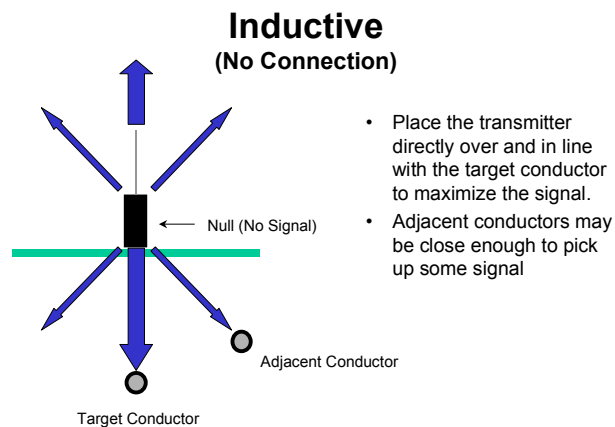 Inductive
(No Connection)
• Place the transmitter
directly over and in line
with the target conductor
to maximize the signal.
• Adjacent conductors may
be close enough to pick
up some signal
Null (No Signal)
Adjacent Conductor
Target Conductor